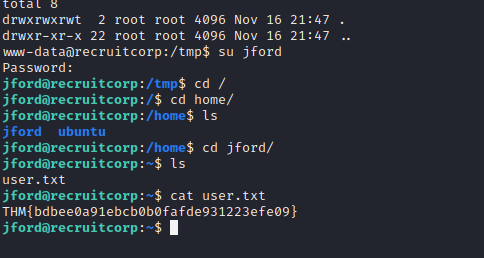 total 8
drwxrwxrwt  2 root root 4096 Nov 16 21:47 .
drwxr-xr-x 22 root root 4096 Nov 16 21:47 ..
www-data@recruitcorp:/tmp$ su jford
Password:
jford@recruitcorp:/tmp$ cd /
jford@recruitcorp:/$ cd home/
jford@recruitcorp:/home$ ls
jford  ubuntu
jford@recruitcorp:/home$ cd jford/
jford@recruitcorp:~$ ls
user.txt
jford@recruitcorp:~$ cat user.txt
THM{bdbee0a91ebcb0b0fafde931223efe09}
jford@recruitcorp:~$